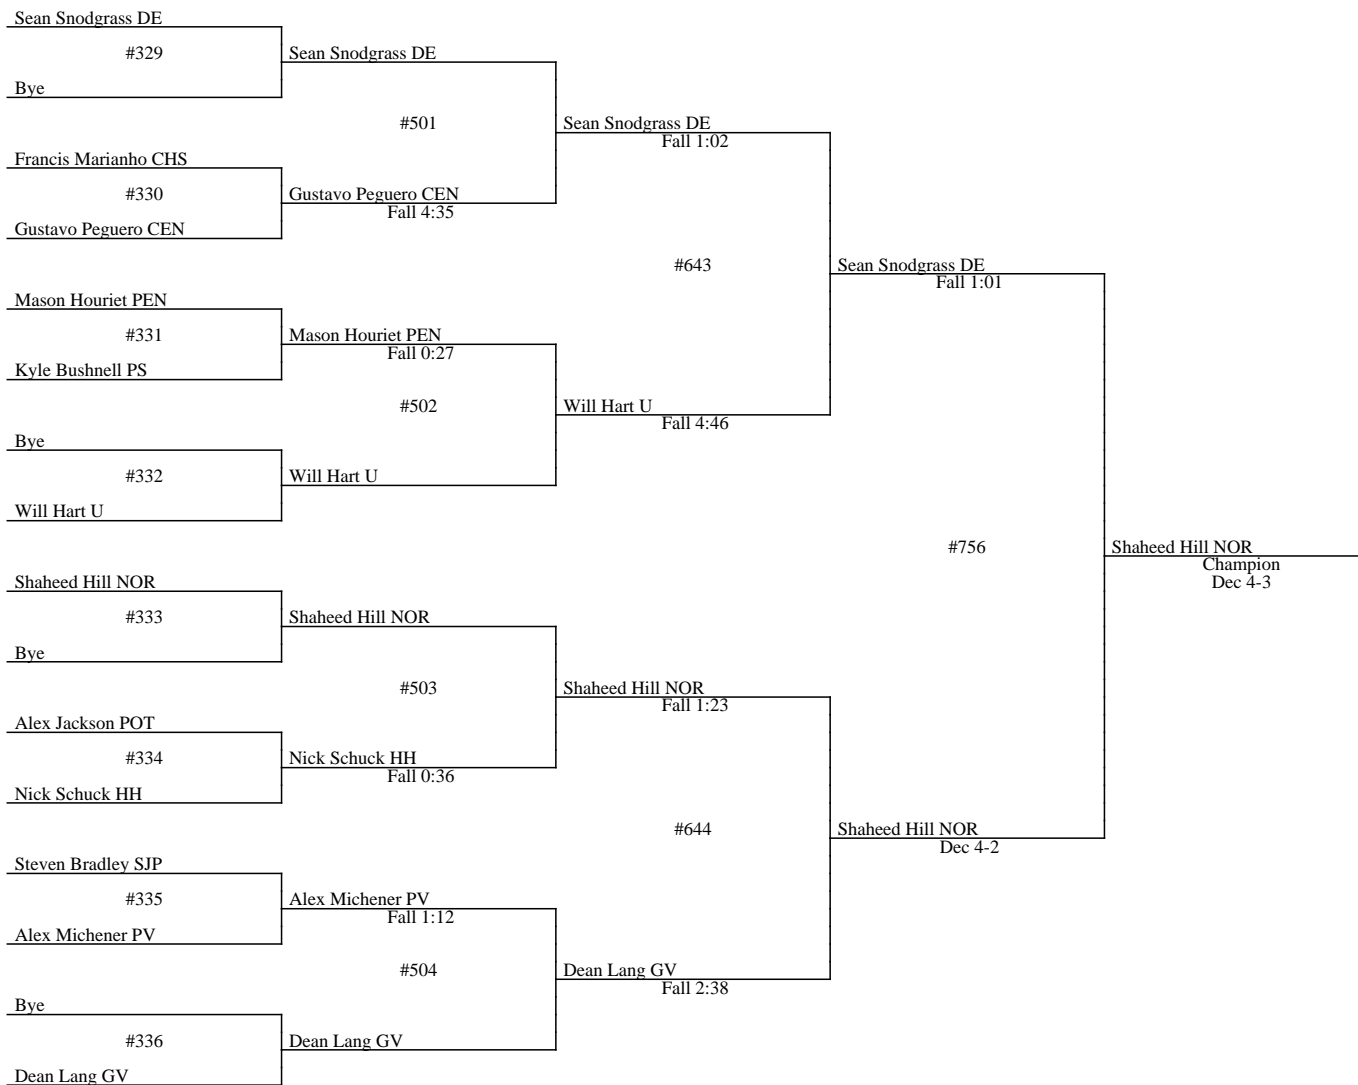 Sean Snodgrass DE
#329
Bye
Sean Snodgrass DE
#501
Sean Snodgrass DE
Fall 1:02
Francis Marianho CHS
#330
Gustavo Peguero CEN
Gustavo Peguero CEN
Fall 4:35
#643
Sean Snodgrass DE
Fall 1:01
Mason Houriet PEN
#331
Kyle Bushnell PS
Mason Houriet PEN
Fall 0:27
#502
Will Hart U
Fall 4:46
Bye
#332
Will Hart U
Will Hart U
#756
Shaheed Hill NOR
Champion
Dec 4-3
Shaheed Hill NOR
#333
Bye
Shaheed Hill NOR
#503
Shaheed Hill NOR
Fall 1:23
Alex Jackson POT
#334
Nick Schuck HH
Nick Schuck HH
Fall 0:36
#644
Shaheed Hill NOR
Dec 4-2
Steven Bradley SJP
#335
Alex Michener PV
Alex Michener PV
Fall 1:12
#504
Dean Lang GV
Fall 2:38
Bye
#336
Dean Lang GV
Dean Lang GV